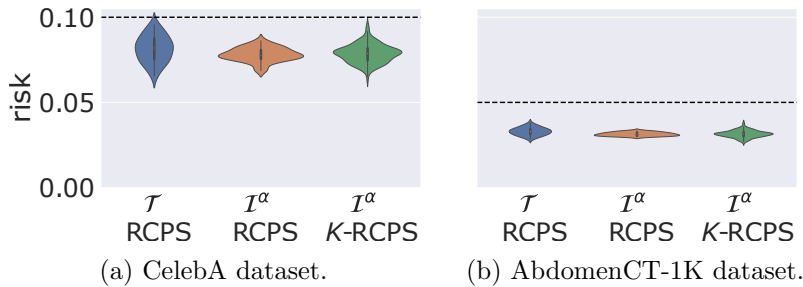 0.10
0.05
0.00
risk
𝒯
RCPS
ℐ^α
RCPS
ℐ^α
K-RCPS
(a) CelebA dataset.
𝒯
RCPS
ℐ^α
RCPS
ℐ^α
K-RCPS
(b) AbdomenCT-1K dataset.